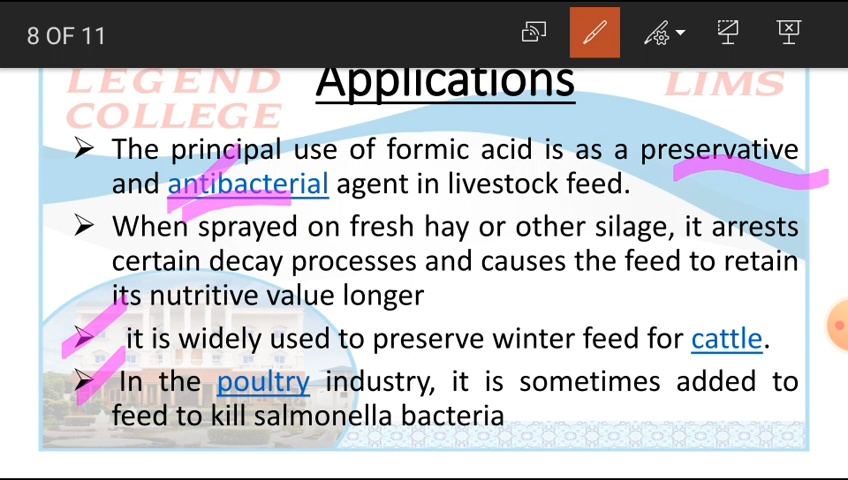 8 OF 11
LEGEND
COLLEGE
Applications
LIMS
➤ The principal use of formic acid is as a preservative
and antibacterial agent in livestock feed.
➤ When sprayed on fresh hay or other silage, it arrests
certain decay processes and causes the feed to retain
its nutritive value longer
➤ it is widely used to preserve winter feed for cattle.
➤ In the poultry industry, it is sometimes added to
feed to kill salmonella bacteria